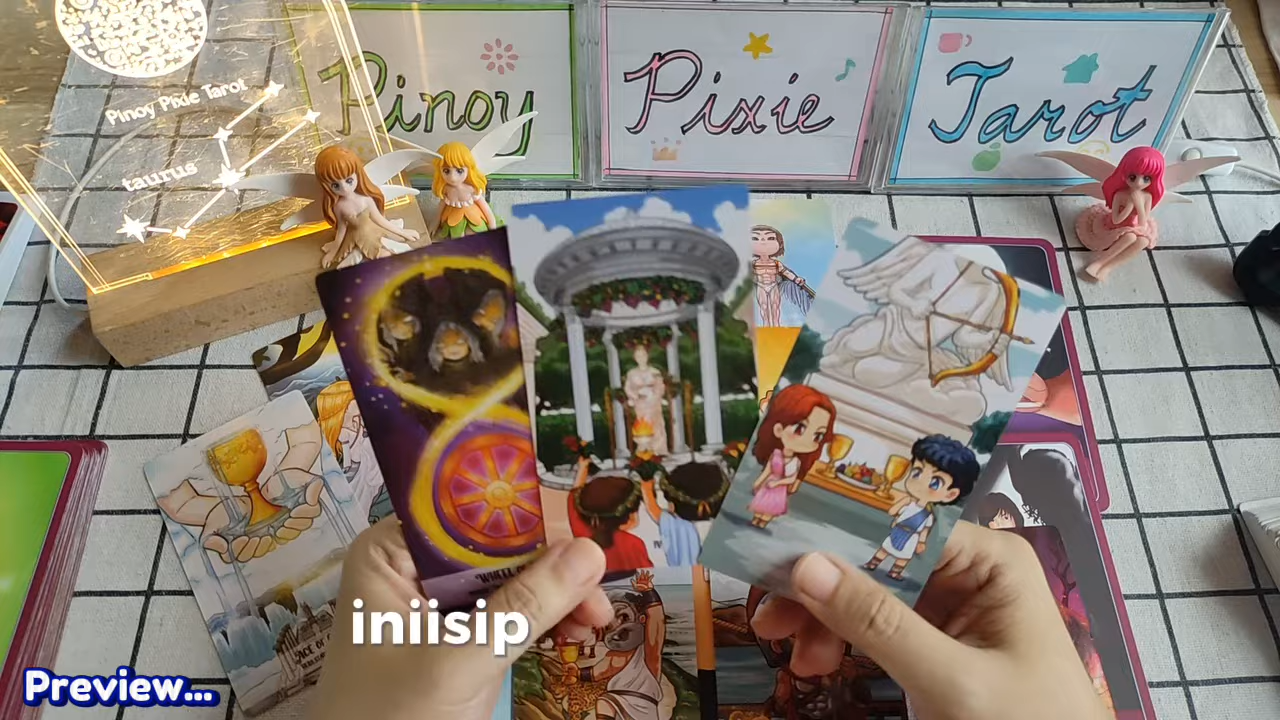 Pinoy Pixie Tarot
Pinoy Pixie Tarot
taurus
iniisip
Preview...